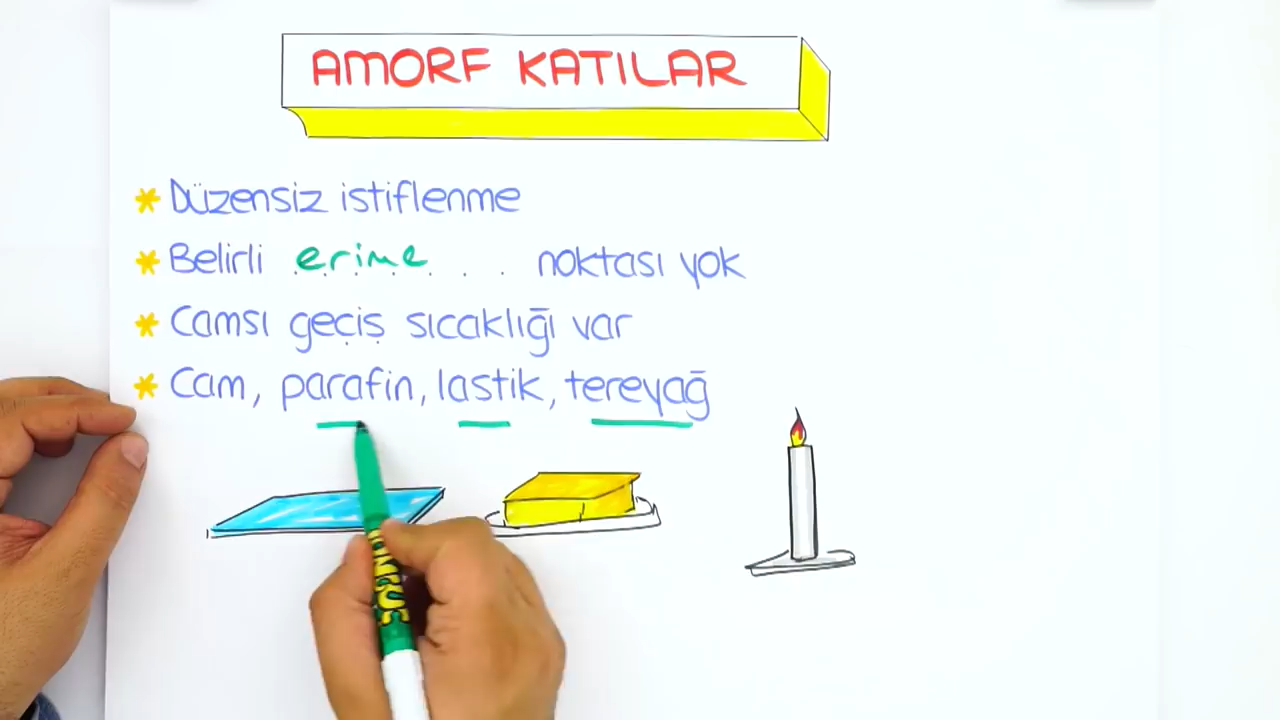 AMORF KATILAR
* Düzensiz istiflenme
* Belirli erime noktası yok
* Camsı geçiş sıcaklığı var
* Cam, parafin, lastik, tereyağ